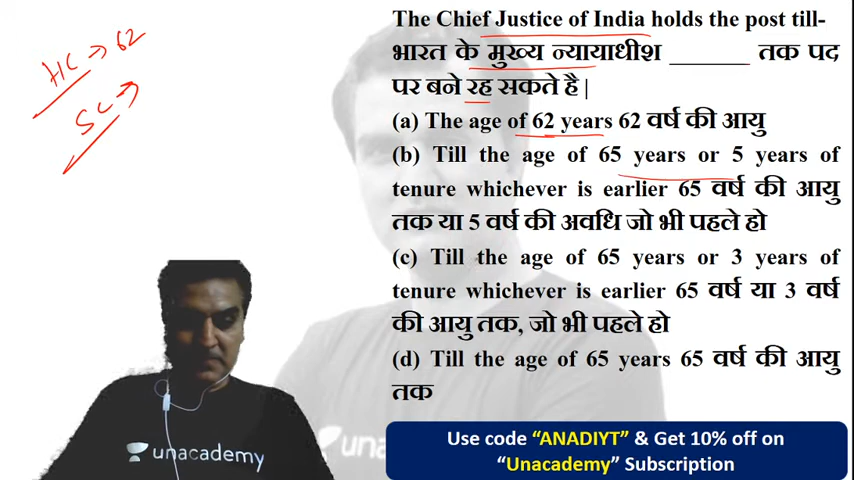 The Chief Justice of India holds the post till-
भारत के मुख्य न्यायाधीश ________ तक पद
पर बने रह सकते है |
(a) The age of 62 years 62 वर्ष की आयु
(b) Till the age of 65 years or 5 years of
tenure whichever is earlier 65 वर्ष की आयु
तक या 5 वर्ष की अवधि जो भी पहले हो
(c) Till the age of 65 years or 3 years of
tenure whichever is earlier 65 वर्ष या 3 वर्ष
की आयु तक, जो भी पहले हो
(d) Till the age of 65 years 65 वर्ष की आयु
तक
HC → 62
SC →
unacademy
unacademy
Use code “ANADIYT” & Get 10% off on
“Unacademy” Subscription